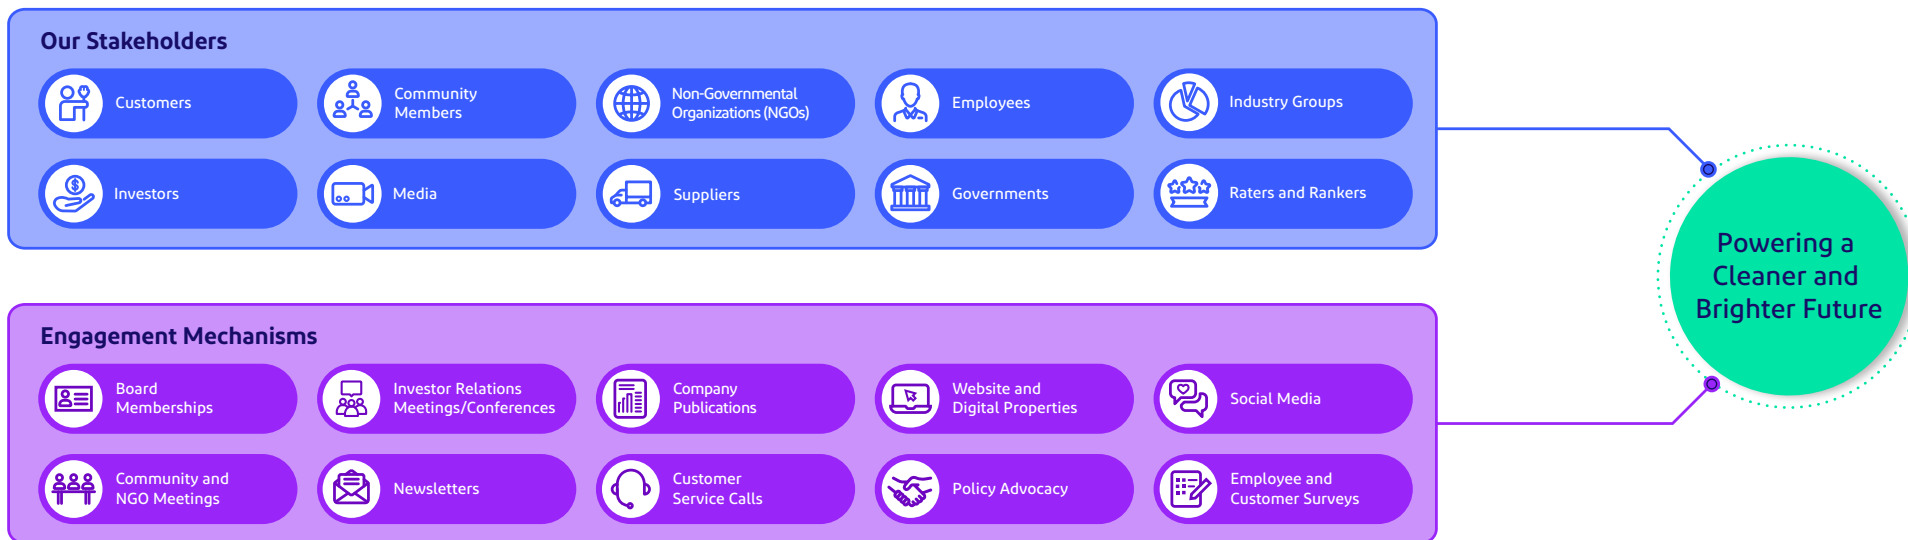 Our Stakeholders
Customers
Community
Members
Non-Governmental
Organizations (NGOs)
Employees
Industry Groups
Investors
Media
Suppliers
Governments
Raters and Rankers
Powering a
Cleaner and
Brighter Future
Engagement Mechanisms
Board
Memberships
Investor Relations
Meetings/Conferences
Company
Publications
Website and
Digital Properties
Social Media
Community and
NGO Meetings
Newsletters
Customer
Service Calls
Policy Advocacy
Employee and
Customer Surveys